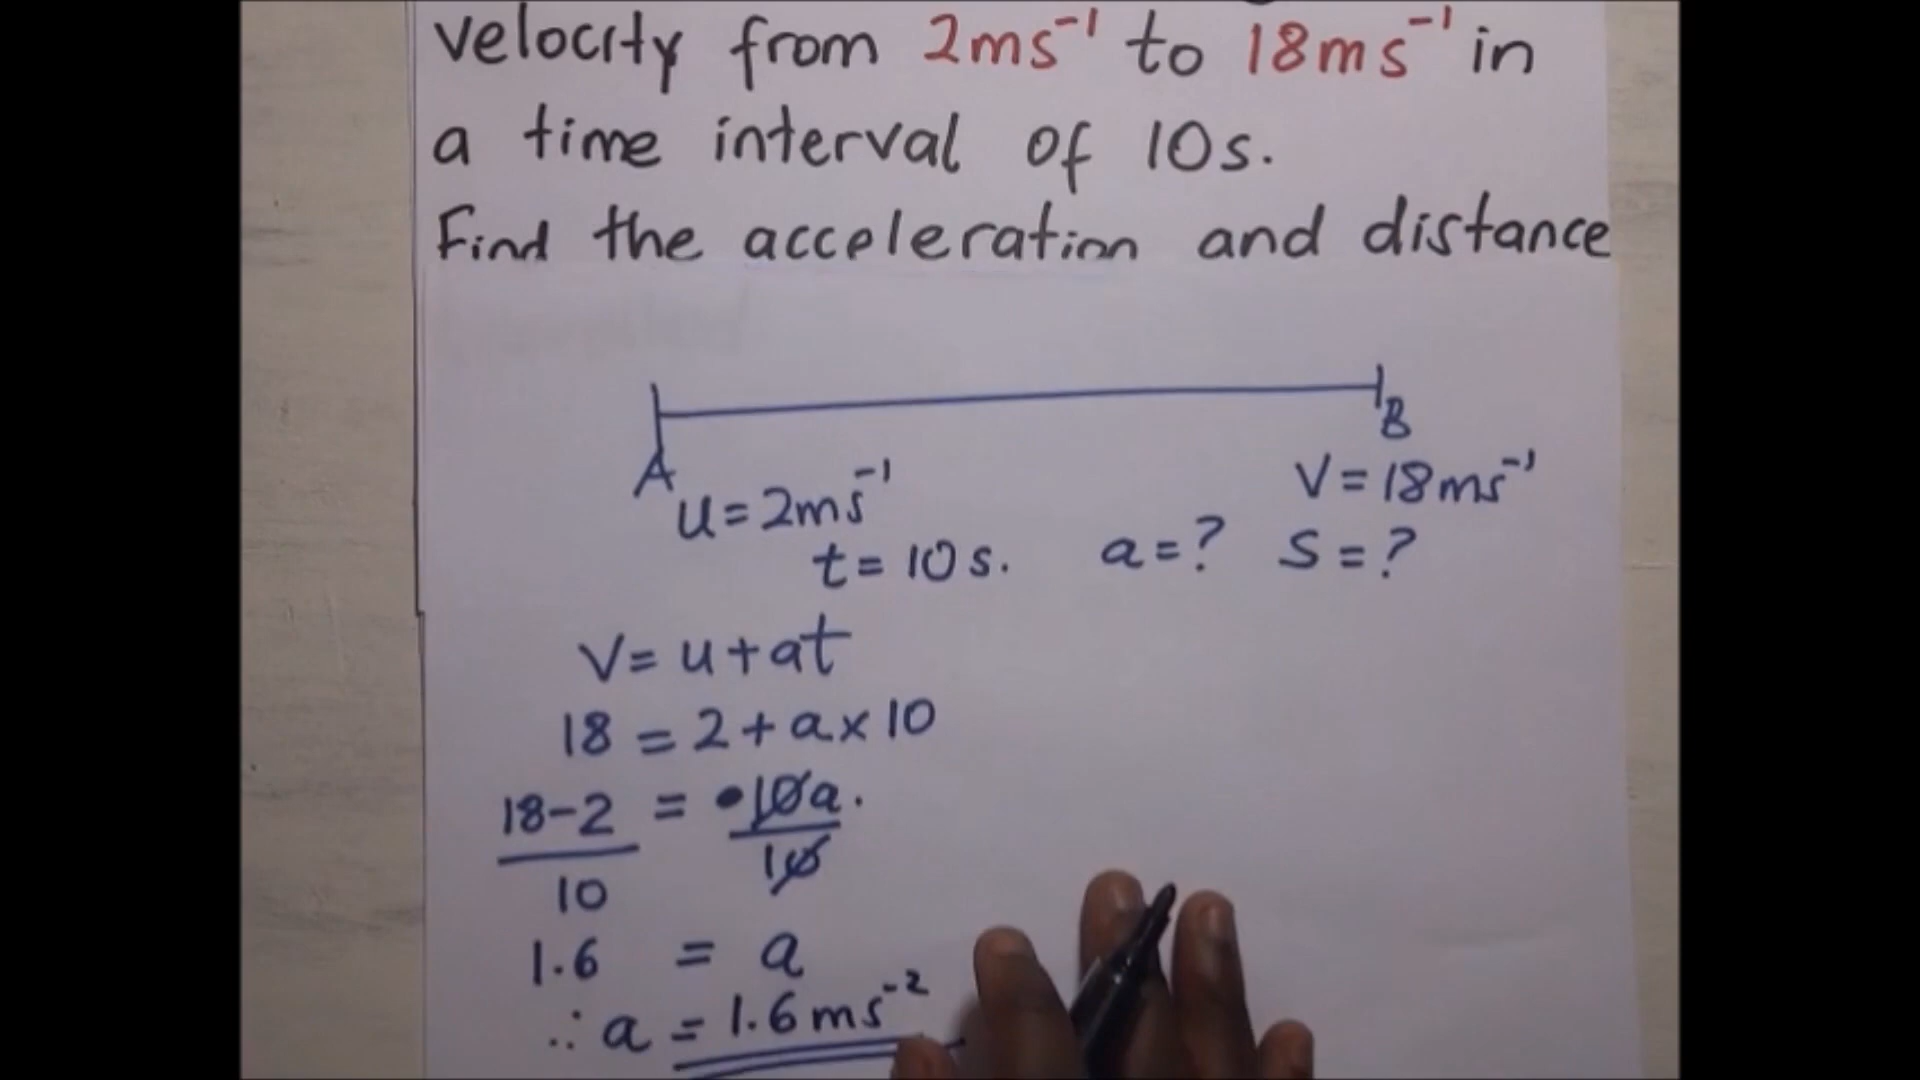 velocity from 2ms⁻¹ to 18ms⁻¹ in
a time interval of 10s.
Find the acceleration and distance
A
B
u = 2ms⁻¹
V = 18ms⁻¹
t = 10s. a = ? S = ?
V = u + at
18 = 2 + a x 10
18-2 = 10a.
10 10
1.6 = a
∴ a = 1.6ms⁻²